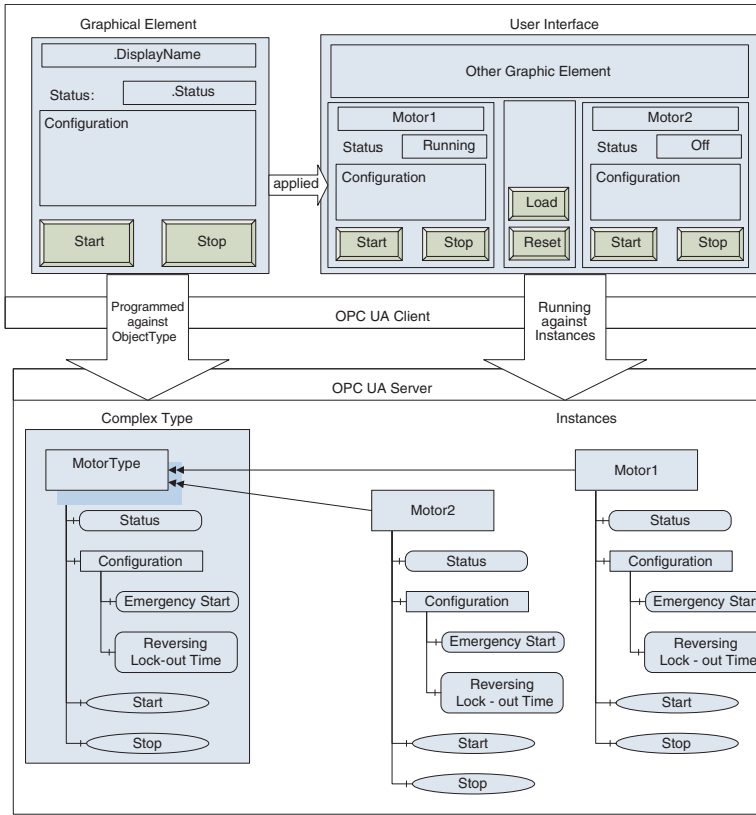 Graphical Element
.DisplayName
Status:
.Status
Configuration
Start
Stop
applied
User Interface
Other Graphic Element
Motor1
Status
Running
Configuration
Start
Stop
Load
Reset
Motor2
Status
Off
Configuration
Start
Stop
Programmed
against
ObjectType
OPC UA Client
Running
against
Instances
OPC UA Server
Complex Type
MotorType
Status
Configuration
Emergency Start
Reversing
Lock-out Time
Start
Stop
Instances
Motor2
Status
Configuration
Emergency Start
Reversing
Lock - out Time
Start
Stop
Motor1
Status
Configuration
Emergency Start
Reversing
Lock - out Time
Start
Stop